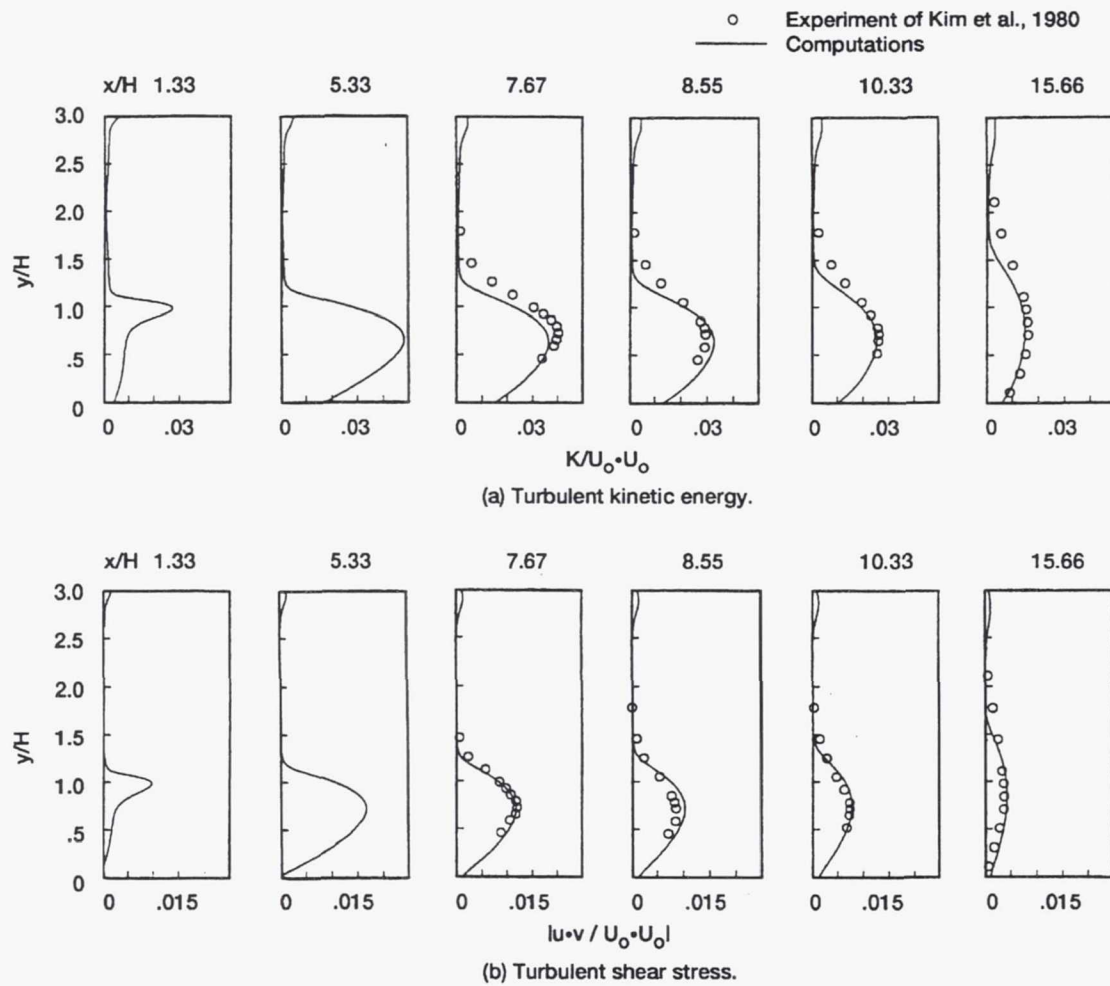 Experiment of Kim et al., 1980
Computations
x/H 1.33 5.33 7.67 8.55 10.33 15.66
3.0
2.5
2.0
1.5
1.0
.5
0
y/H
0 .03 0 .03 0 .03 0 .03 0 .03 0 .03
K/Uo•Uo
(a) Turbulent kinetic energy.
x/H 1.33 5.33 7.67 8.55 10.33 15.66
3.0
2.5
2.0
1.5
1.0
.5
0
y/H
0 .015 0 .015 0 .015 0 .015 0 .015 0 .015
|u•v / Uo•Uo|
(b) Turbulent shear stress.